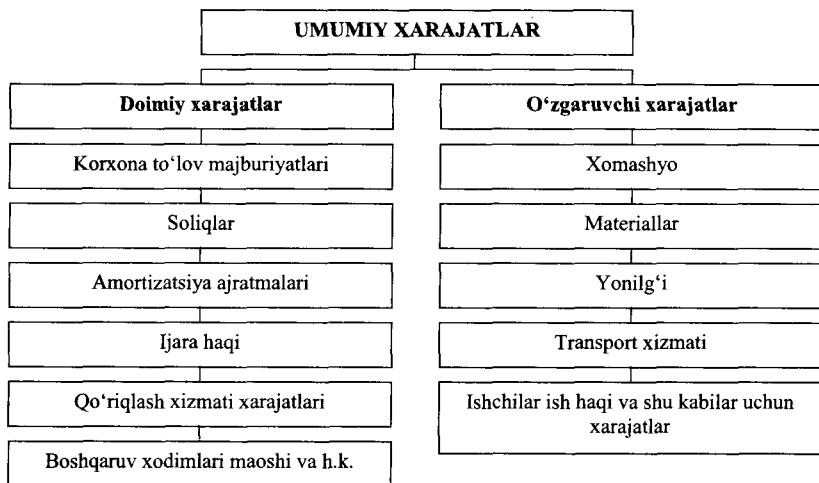 UMUMIY XARAJATLAR
Doimiy xarajatlar
Korxona to‘lov majburiyatlari
Soliqlar
Amortizatsiya ajratmalari
Ijara haqi
Qo‘riqlash xizmati xarajatlari
Boshqaruv xodimlari maoshi va h.k.
O‘zgaruvchi xarajatlar
Xomashyo
Materiallar
Yonilg‘i
Transport xizmati
Ishchilar ish haqi va shu kabilar uchun
xarajatlar